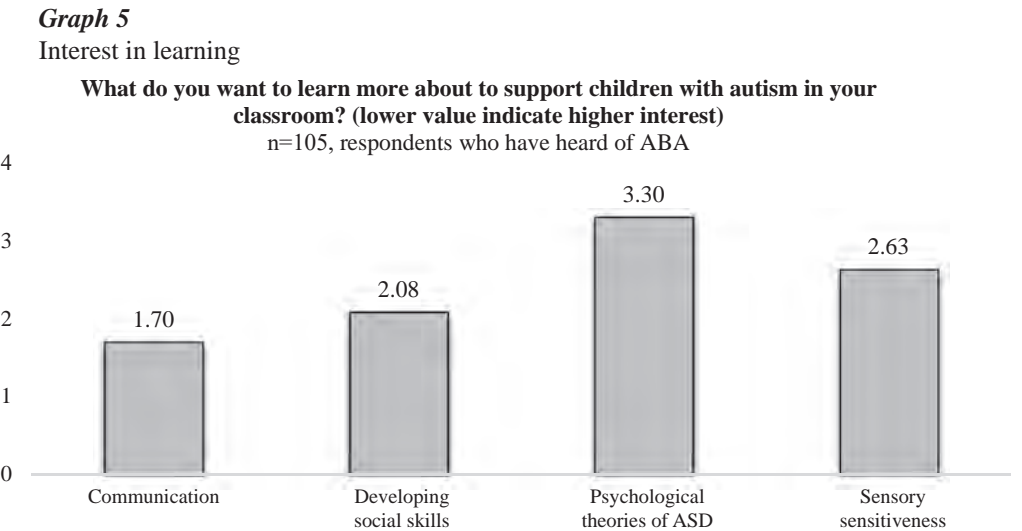 Graph 5
Interest in learning
What do you want to learn more about to support children with autism in your
classroom? (lower value indicate higher interest)
n=105, respondents who have heard of ABA
4
3
2
1
0
1.70
2.08
3.30
2.63
Communication
Developing
social skills
Psychological
theories of ASD
Sensory
sensitiveness